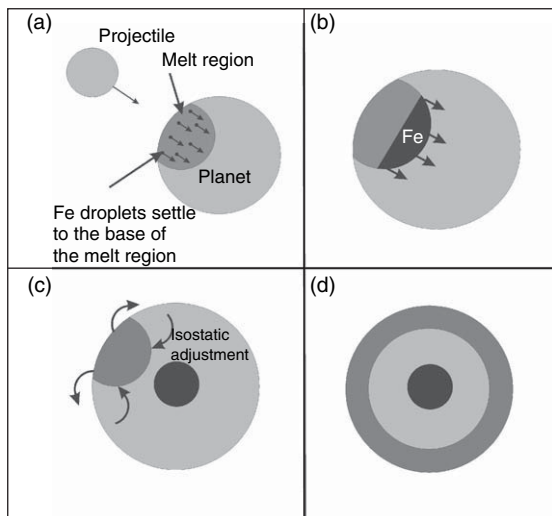 (a)
Projectile
Melt region
Planet
Fe droplets settle
to the base of
the melt region
(b)
Fe
(c)
Isostatic
adjustment
(d)